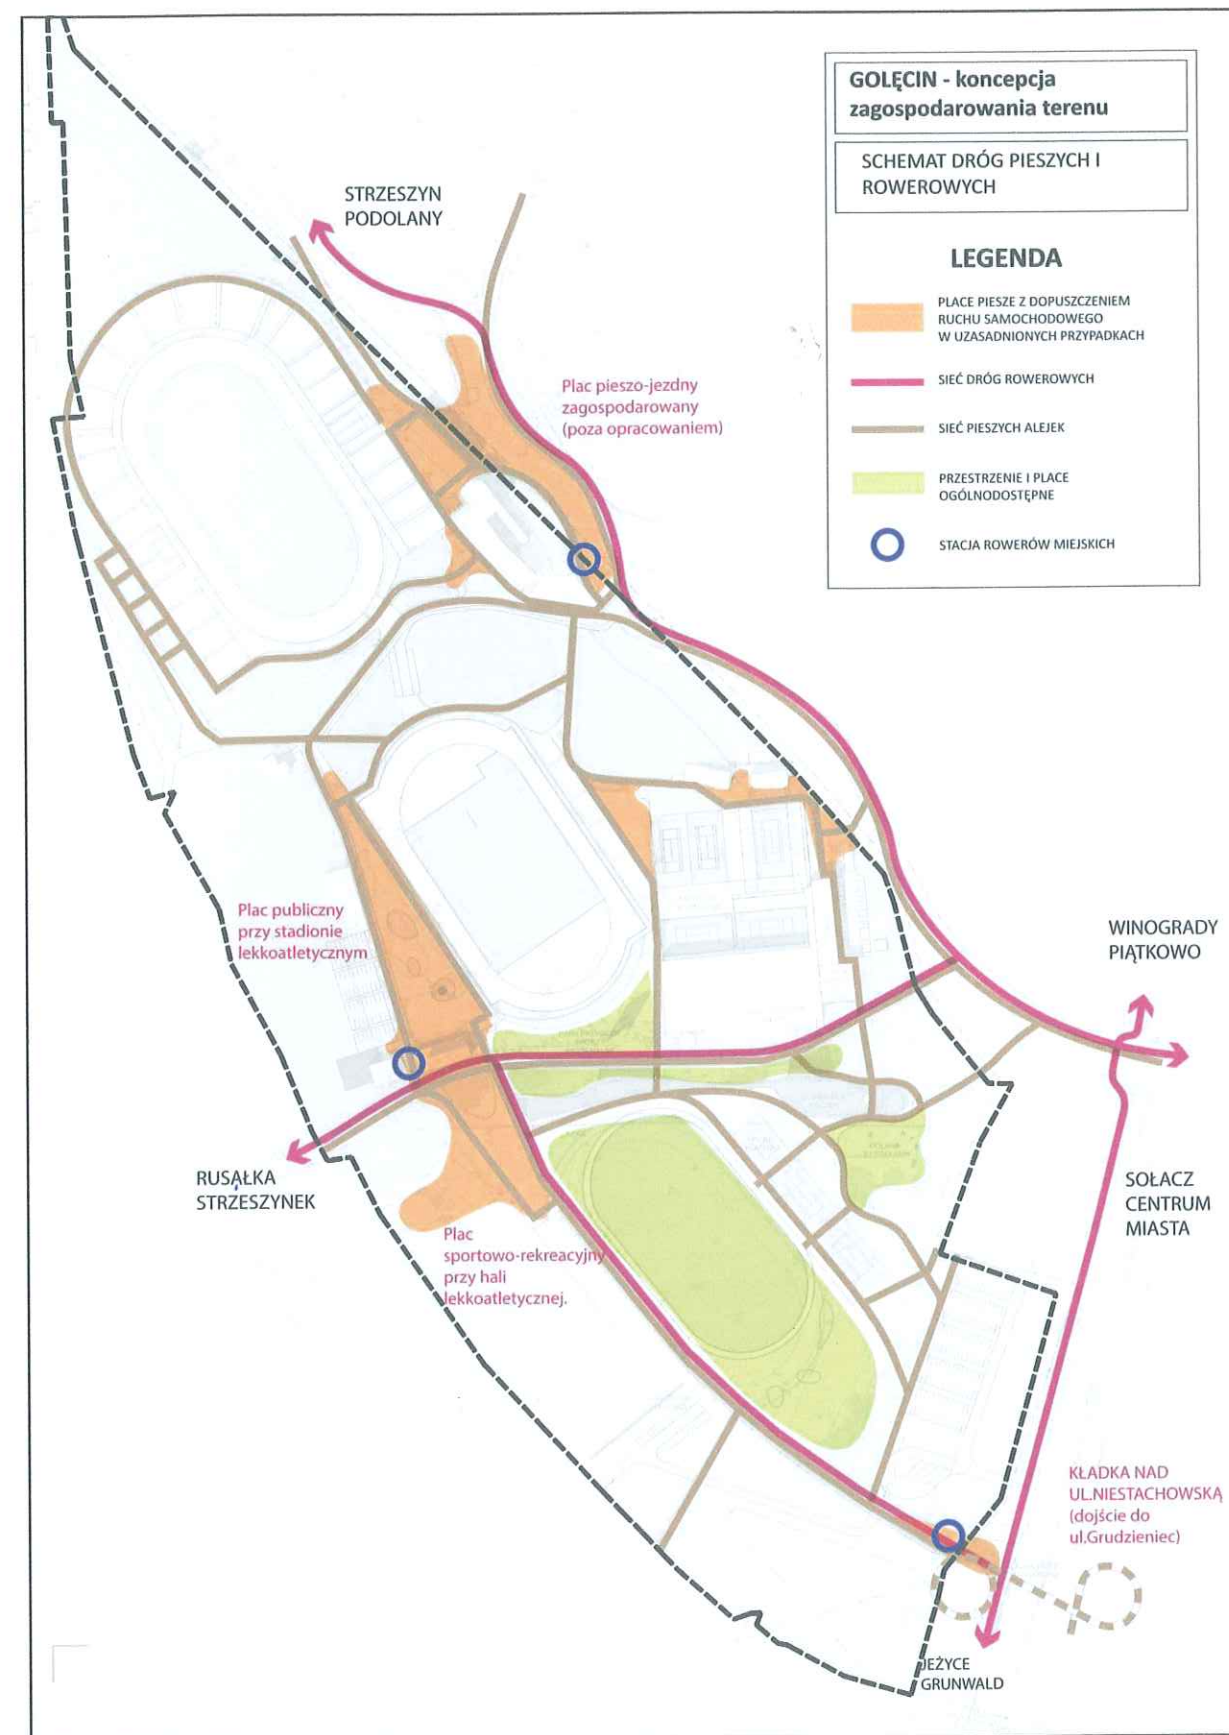 GOLĘCIN - koncepcja
zagospodarowania terenu
SCHEMAT DRÓG PIESZYCH I
ROWEROWYCH
LEGENDA
PLACE PIESZE Z DOPUSZCZENIEM
RUCHU SAMOCHODOWEGO
W UZASADNIONYCH PRZYPADKACH
SIEĆ DRÓG ROWEROWYCH
SIEĆ PIESZYCH ALEJEK
PRZESTRZENIE I PLACE
OGÓLNODOSTĘPNE
STACJA ROWERÓW MIEJSKICH
STRZESZYN
PODOLANY
Plac pieszo-jezdny
zagospodarowany
(poza opracowaniem)
Plac publiczny
przy stadionie
lekkoatletycznym
WINOGRADY
PIĄTKOWO
RUSĄŁKA
STRZESZYNEK
SOŁACZ
CENTRUM
MIASTA
Plac
sportowo-rekreacyjny
przy hali
lekkoatletycznej.
KŁADKA NAD
UL.NIESTACHOWSKĄ
(dojście do
ul.Grudzieniec)
JEŻYCE
GRUNWALD